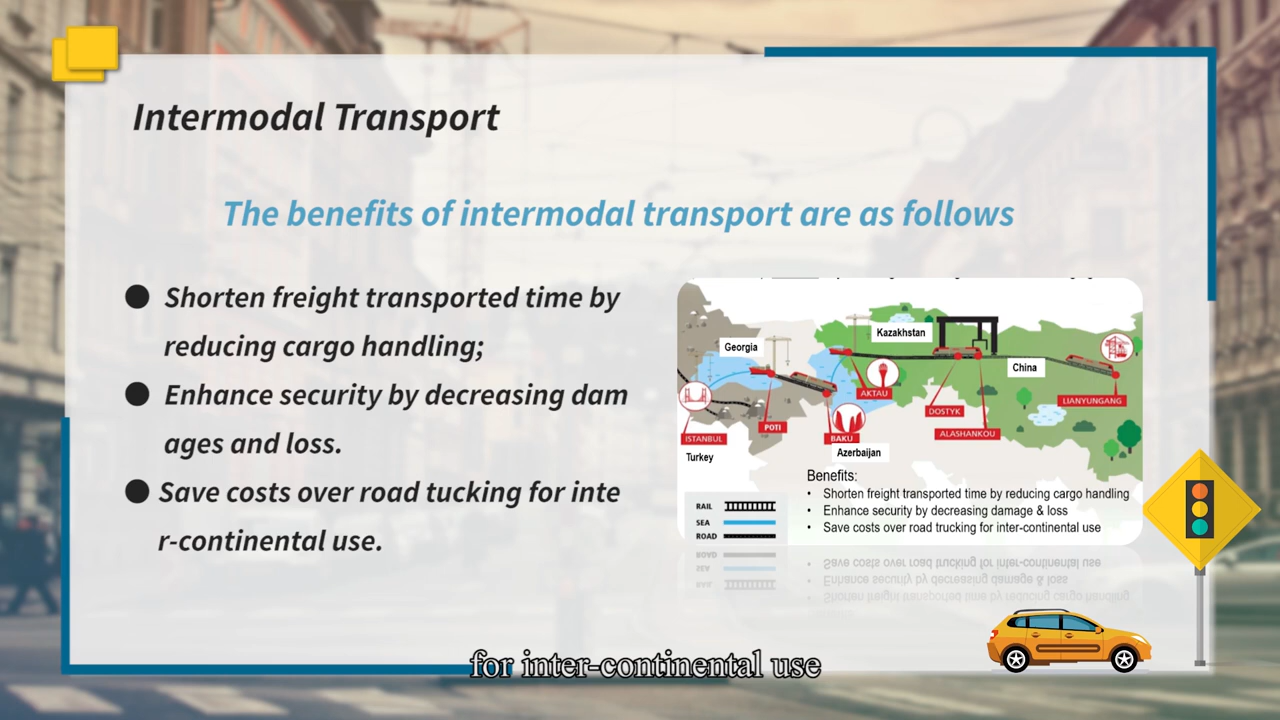 Intermodal Transport
The benefits of intermodal transport are as follows
● Shorten freight transported time by
reducing cargo handling;
● Enhance security by decreasing dam
ages and loss.
● Save costs over road tucking for inte
r-continental use.
Georgia
Kazakhstan
China
ISTANBUL
Turkey
POTI
BAKU
Azerbaijan
AKTAU
DOSTYK
ALASHANKOU
LIANYUNGANG
RAIL
SEA
ROAD
Benefits:
• Shorten freight transported time by reducing cargo handling
• Enhance security by decreasing damage & loss
• Save costs over road trucking for inter-continental use
for inter-continental use